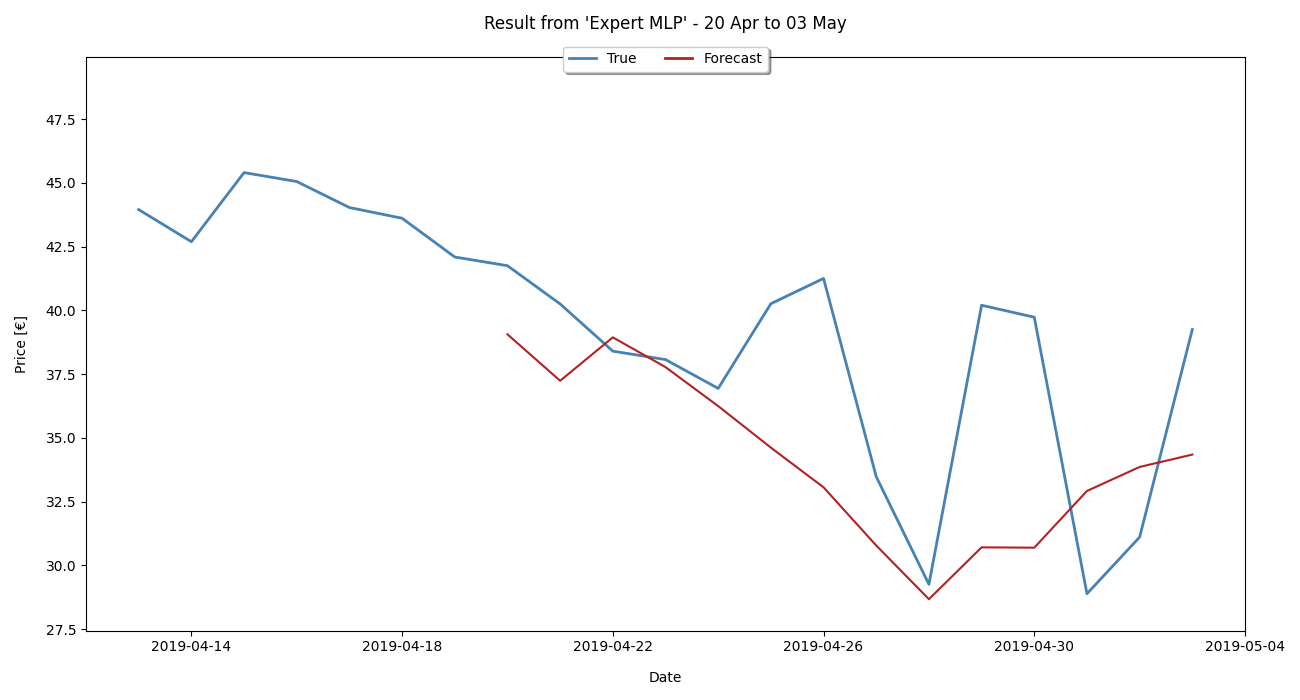 Result from 'Expert MLP' - 20 Apr to 03 May
True Forecast
47.5
45.0
42.5
40.0
37.5
35.0
32.5
30.0
27.5
Price [€]
2019-04-14 2019-04-18 2019-04-22 2019-04-26 2019-04-30 2019-05-04
Date